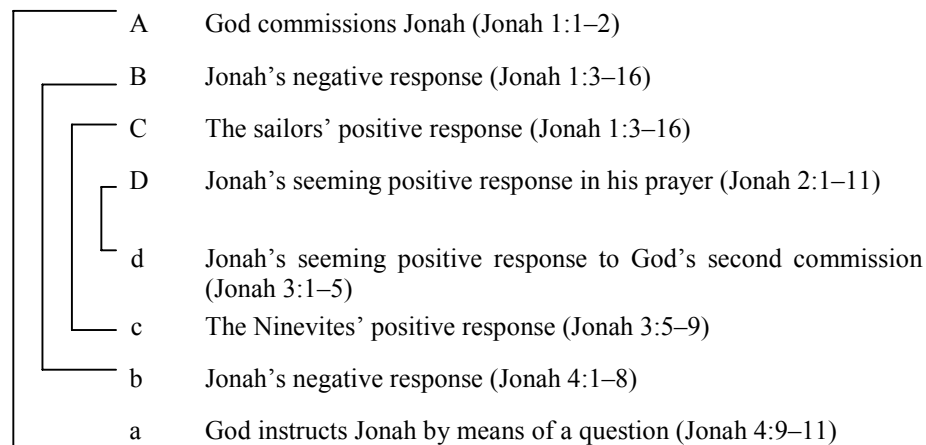 A God commissions Jonah (Jonah 1:1–2)
B Jonah’s negative response (Jonah 1:3–16)
C The sailors’ positive response (Jonah 1:3–16)
D Jonah’s seeming positive response in his prayer (Jonah 2:1–11)
d Jonah’s seeming positive response to God’s second commission
(Jonah 3:1–5)
c The Ninevites’ positive response (Jonah 3:5–9)
b Jonah’s negative response (Jonah 4:1–8)
a God instructs Jonah by means of a question (Jonah 4:9–11)